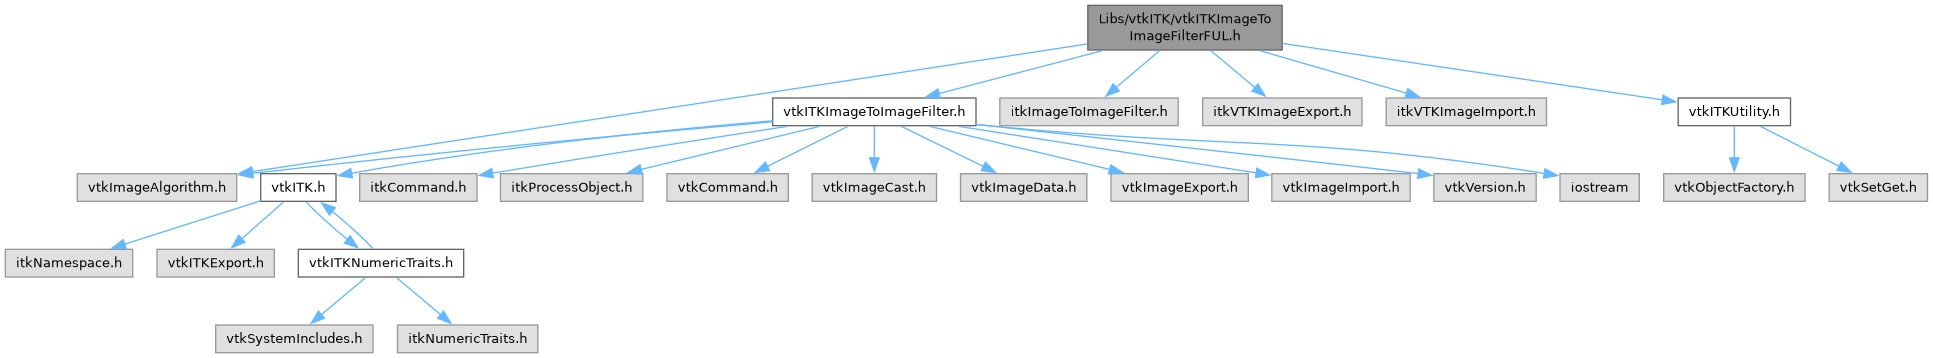 Libs/vtkITK/vtkITKImageTo
ImageFilterFUL.h
vtkITKImageToImageFilter.h
itkImageToImageFilter.h
itkVTKImageExport.h
itkVTKImageImport.h
vtkITKUtility.h
vtkImageAlgorithm.h
vtkITK.h
itkCommand.h
itkProcessObject.h
vtkCommand.h
vtkImageCast.h
vtkImageData.h
vtkImageExport.h
vtkImageImport.h
vtkVersion.h
iostream
vtkObjectFactory.h
vtkSetGet.h
itkNamespace.h
vtkITKExport.h
vtkITKNumericTraits.h
vtkSystemIncludes.h
itkNumericTraits.h